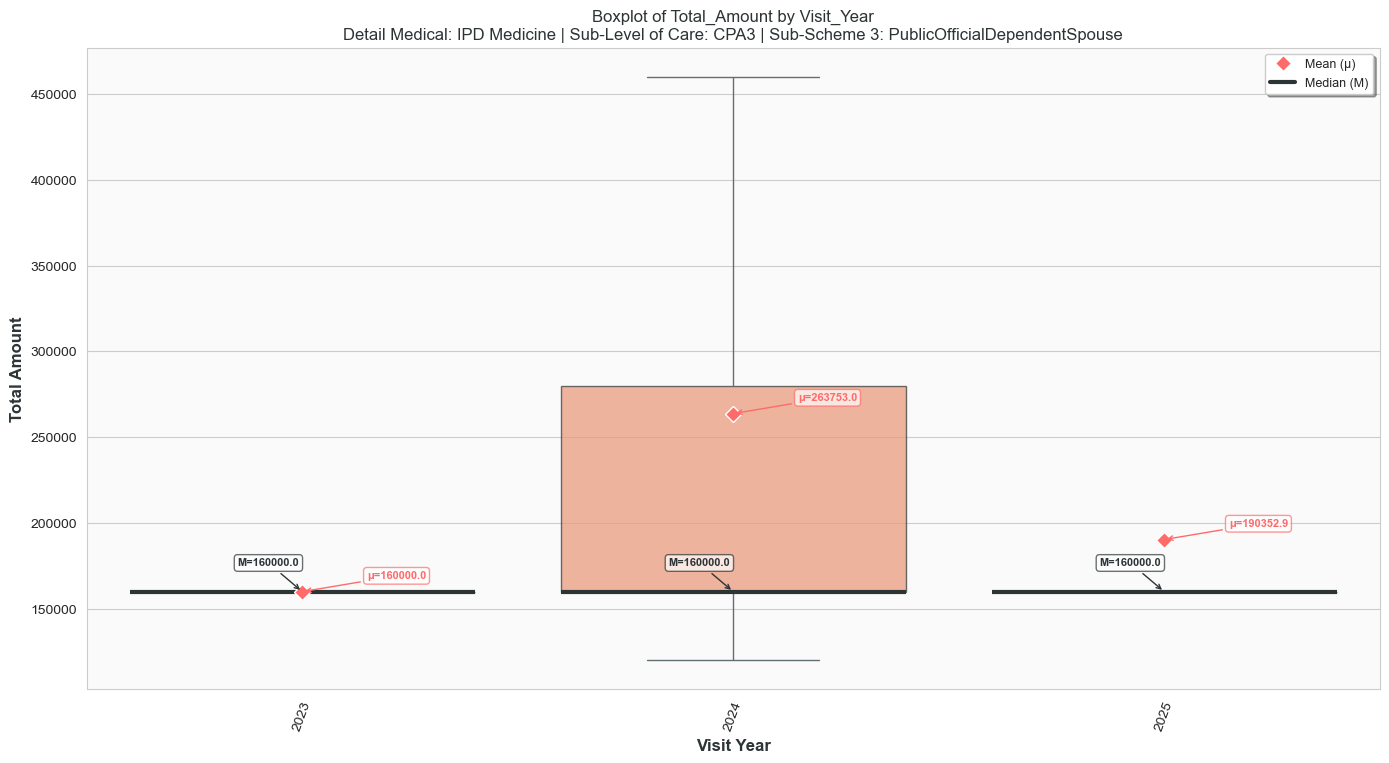 Boxplot of Total_Amount by Visit_Year
Detail Medical: IPD Medicine | Sub-Level of Care: CPA3 | Sub-Scheme 3: PublicOfficialDependentSpouse
Mean (μ)
Median (M)
450000
400000
350000
300000
250000
200000
150000
Total Amount
M=160000.0
μ=160000.0
μ=263753.0
M=160000.0
μ=190352.9
M=160000.0
2023
2024
2025
Visit Year